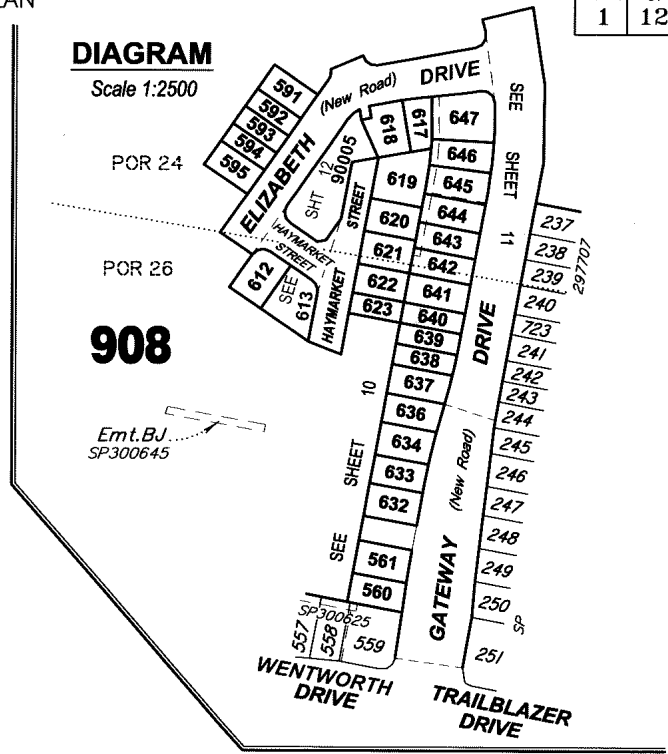 LAN
1 12
DIAGRAM
Scale 1:2500
POR 24
POR 26
908
Emt.BJ
SP300645
591
592
593
594
595
ELIZABETH (New Road) DRIVE
SHT 12
90005
618
617
647
646
645
644
643
642
641
640
639
638
637
636
634
633
632
561
560
619
620
621
622
623
HAYMARKET STREET
HAYMARKET
STREET
612
SEE
613
SEE SHEET 10
SEE SHEET 11
GATEWAY (New Road) DRIVE
237
238
239
240
723
241
242
243
244
245
246
247
248
249
250
251
SP
297707
SP300625
557
558
559
WENTWORTH
DRIVE
TRAILBLAZER
DRIVE